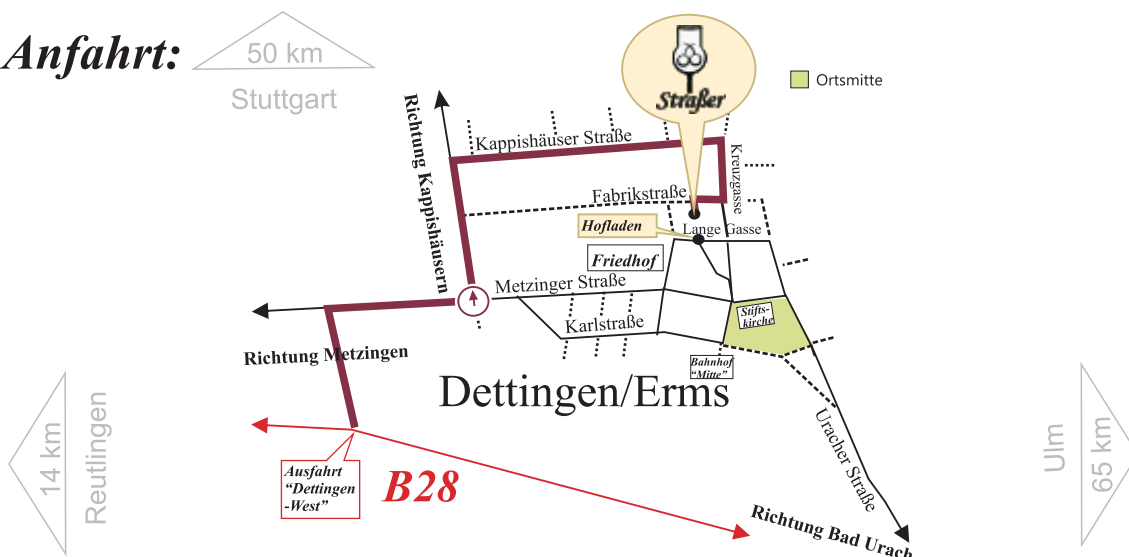 Anfahrt:
50 km
Stuttgart
Straßer
Ortsmitte
Richtung Kappishäusern
Kappishäuser Straße
Kreuzgasse
Fabrikstraße
Hofladen
Lange Gasse
Friedhof
Metzinger Straße
Stifts-
kirche
Karlstraße
Richtung Metzingen
Bahnhof
"Mitte"
Dettingen/Erms
14 km
Reutlingen
Ausfahrt
"Dettingen
-West"
B28
Uracher Straße
Richtung Bad Urach
Ulm
65 km